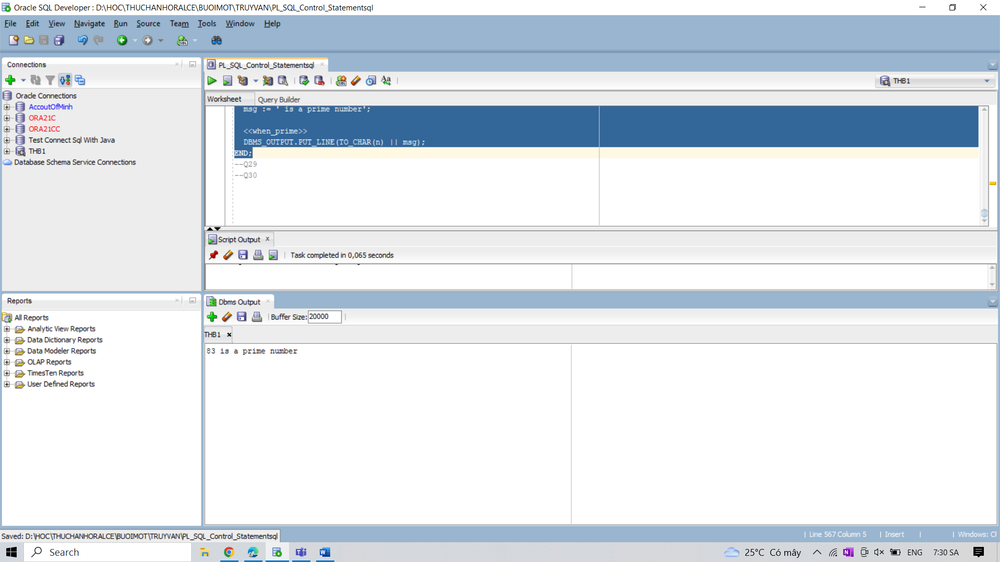 Oracle SQL Developer : D:\HOC\THUCHANHORALCE\BUOIMOT\TRUYVAN\PL_SQL_Control_Statementsql
File Edit View Navigate Run Source Team Tools Window Help
Connections
Oracle Connections
AccoutOfMinh
ORA21C
ORA21CC
Test Connect Sql With Java
THB1
Database Schema Service Connections
Reports
All Reports
Analytic View Reports
Data Dictionary Reports
Data Modeler Reports
OLAP Reports
TimesTen Reports
User Defined Reports
PL_SQL_Control_Statementsql
THB1
Worksheet Query Builder
msg := ' is a prime number';
<<when_prime>>
DBMS_OUTPUT.PUT_LINE(TO_CHAR(n) || msg);
END;
--Q29
--Q30
Script Output
Task completed in 0,065 seconds
Dbms Output
Buffer Size: 20000
THB1
83 is a prime number
Saved: D:\HOC\THUCHANHORALCE\BUOIMOT\TRUYVAN\PL_SQL_Control_Statementsql
Line 567 Column 5 Insert Windows: CF
Search
25°C Có mây
ENG
7:30 SA